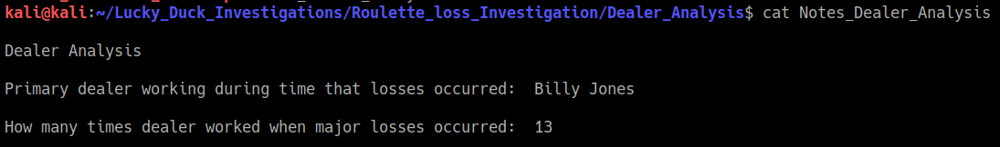 kali@kali:~/Lucky_Duck_Investigations/Roulette_loss_Investigation/Dealer_Analysis$ cat Notes_Dealer_Analysis
Dealer Analysis
Primary dealer working during time that losses occurred:  Billy Jones
How many times dealer worked when major losses occurred:  13